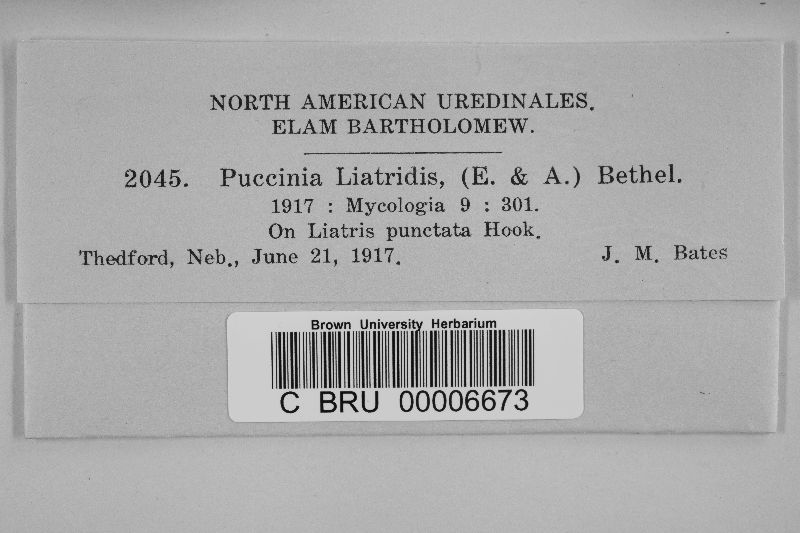 NORTH AMERICAN UREDINALES.
ELAM BARTHOLOMEW.
2045. Puccinia Liatridis, (E. & A.) Bethel.
1917 : Mycologia 9 : 301.
On Liatris punctata Hook.
Thedford, Neb., June 21, 1917. J. M. Bates
Brown University Herbarium
C BRU 00006673